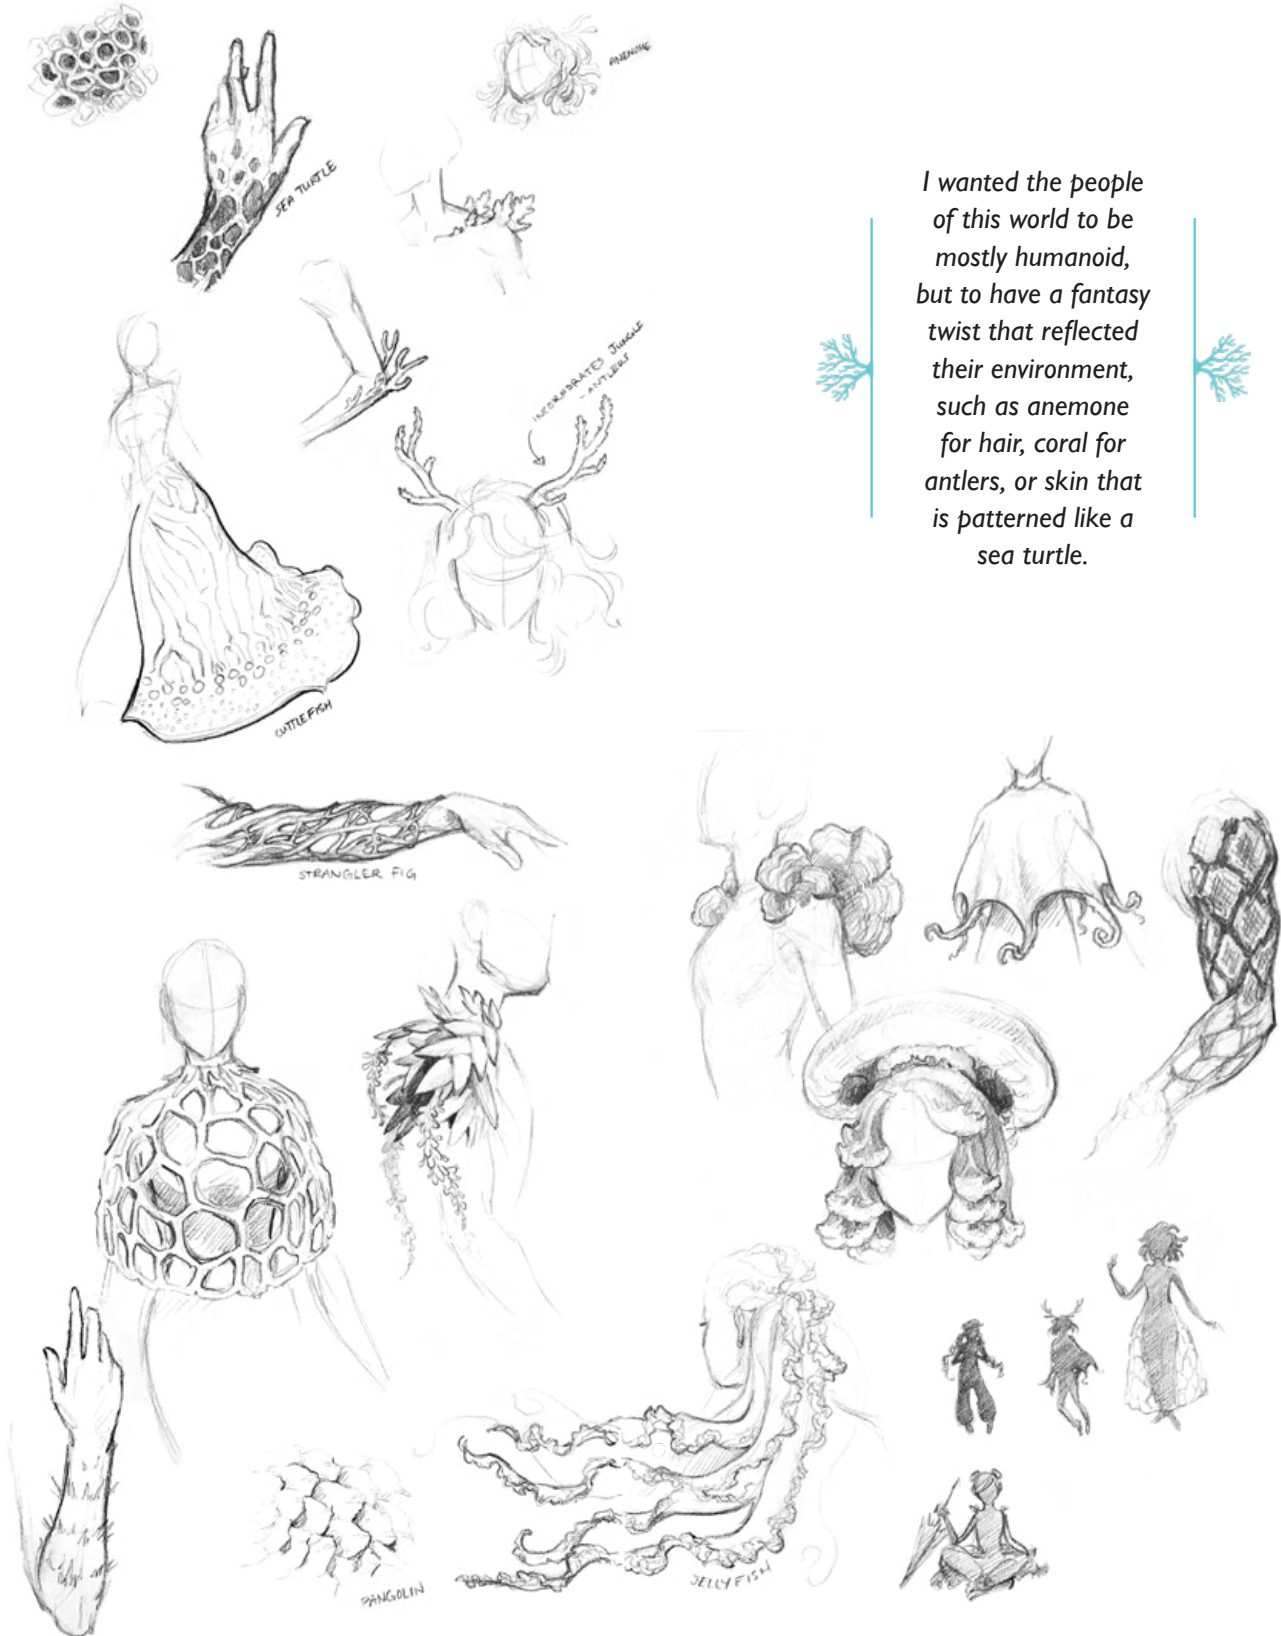 ANEMONE
SEA TURTLE
I wanted the people
of this world to be
mostly humanoid,
but to have a fantasy
twist that reflected
their environment,
such as anemone
for hair, coral for
antlers, or skin that
is patterned like a
sea turtle.
INCORPORATES JUNGLE
- ANTLERS
CUTTLEFISH
STRANGLER FIG
PANGOLIN
JELLYFISH